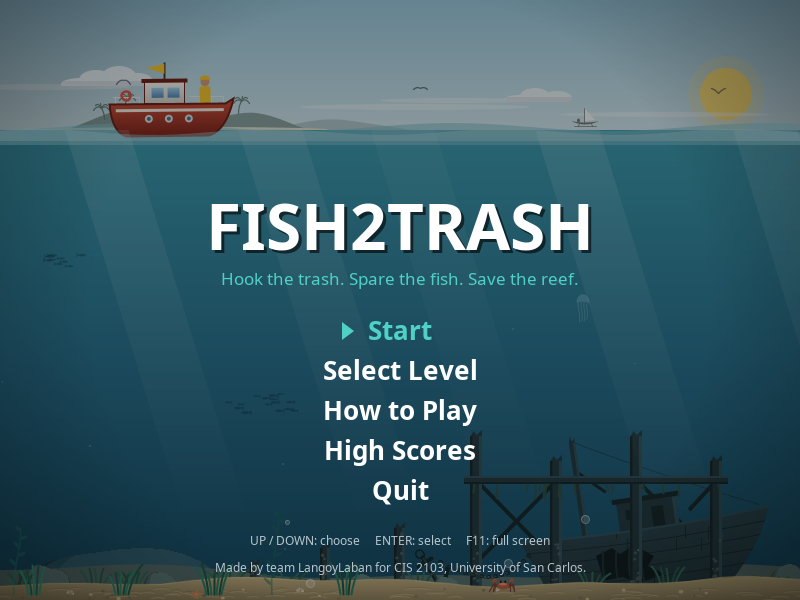 FISH2TRASH
Hook the trash. Spare the fish. Save the reef.
Start
Select Level
How to Play
High Scores
Quit
UP / DOWN: choose ENTER: select F11: full screen
Made by team LangoyLaban for CIS 2103, University of San Carlos.